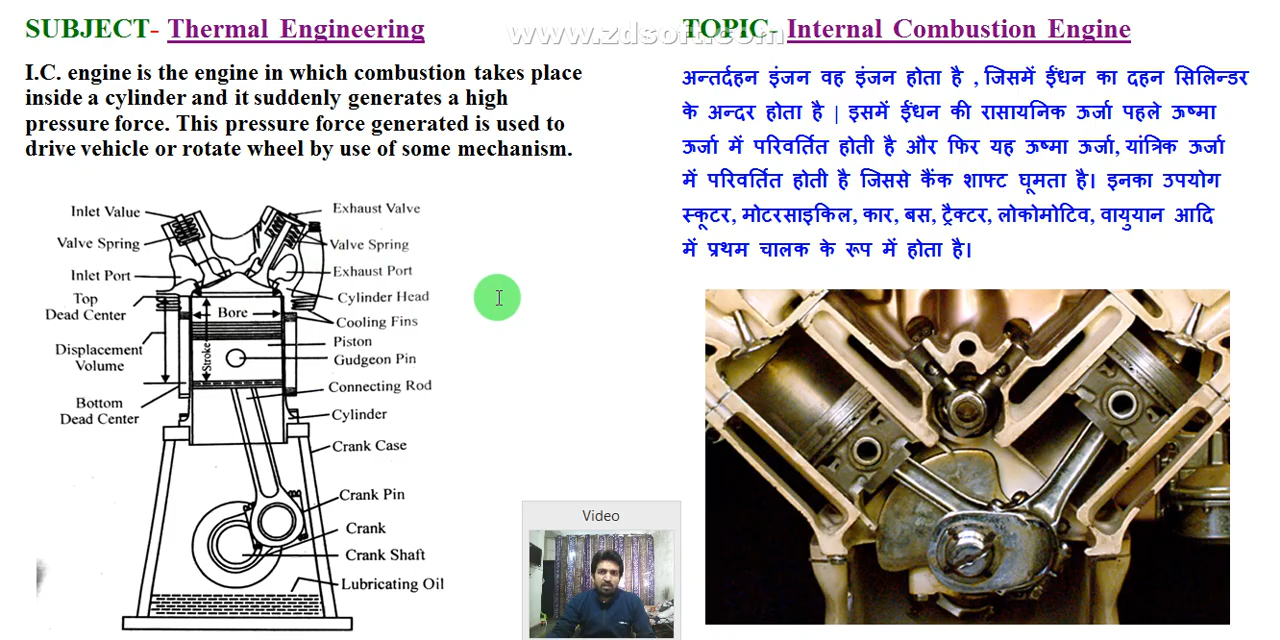 SUBJECT- Thermal Engineering
I.C. engine is the engine in which combustion takes place
inside a cylinder and it suddenly generates a high
pressure force. This pressure force generated is used to
drive vehicle or rotate wheel by use of some mechanism.
Inlet Value
Valve Spring
Inlet Port
Top
Dead Center
Displacement
Volume
Bottom
Dead Center
Bore
Stroke
Exhaust Valve
Valve Spring
Exhaust Port
Cylinder Head
Cooling Fins
Piston
Gudgeon Pin
Connecting Rod
Cylinder
Crank Case
Crank Pin
Crank
Crank Shaft
Lubricating Oil
www.zdsoft.com
TOPIC- Internal Combustion Engine
अन्तर्दहन इंजन वह इंजन होता है , जिसमें ईंधन का दहन सिलिन्डर
के अन्दर होता है | इसमें ईंधन की रासायनिक ऊर्जा पहले ऊष्मा
ऊर्जा में परिवर्तित होती है और फिर यह ऊष्मा ऊर्जा, यांत्रिक ऊर्जा
में परिवर्तित होती है जिससे कैंक शाफ्ट घूमता है। इनका उपयोग
स्कूटर, मोटरसाइकिल, कार, बस, ट्रैक्टर, लोकोमोटिव, वायुयान आदि
में प्रथम चालक के रूप में होता है।
Video